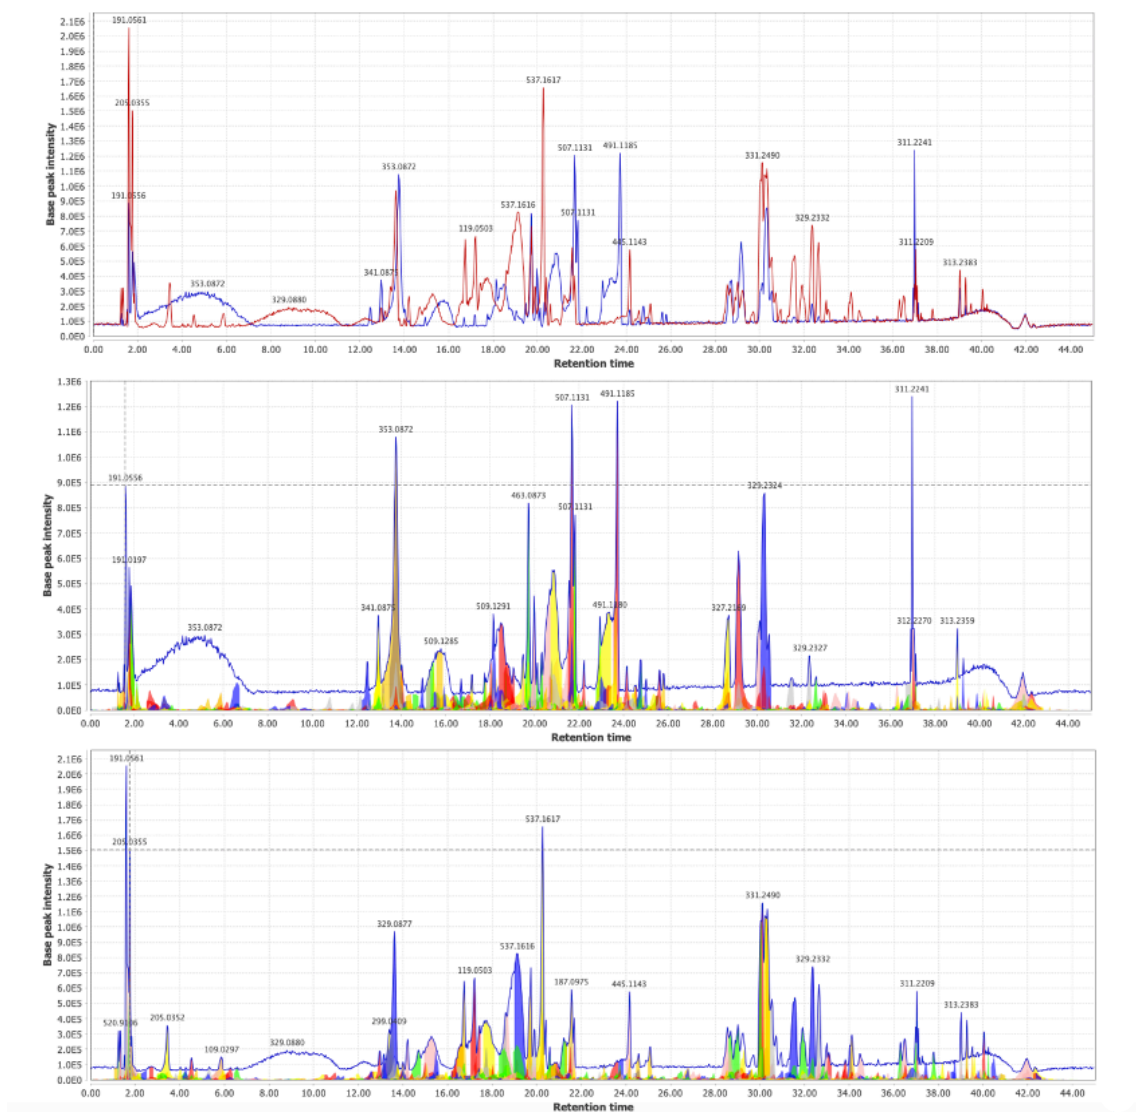 2.1E6
2.0E6
1.9E6
1.8E6
1.7E6
1.6E6
1.5E6
1.4E6
1.3E6
1.2E6
1.1E6
1.0E6
9.0E5
8.0E5
7.0E5
6.0E5
5.0E5
4.0E5
3.0E5
2.0E5
1.0E5
0.0E0
Base peak intensity
191.0561
205.0355
191.0556
353.0872
329.0880
341.0875
353.0872
119.0503
537.1616
537.1617
507.1131
507.1131
491.1185
445.1143
331.2490
329.2332
311.2241
311.2209
313.2383
0.00 2.00 4.00 6.00 8.00 10.00 12.00 14.00 16.00 18.00 20.00 22.00 24.00 26.00 28.00 30.00 32.00 34.00 36.00 38.00 40.00 42.00 44.00
Retention time
1.3E6
1.2E6
1.1E6
1.0E6
9.0E5
8.0E5
7.0E5
6.0E5
5.0E5
4.0E5
3.0E5
2.0E5
1.0E5
0.0E0
Base peak intensity
191.0556
191.0197
353.0872
341.0875
353.0872
509.1285
509.1291
463.0873
507.1131
507.1131
491.1185
491.1180
327.2169
329.2324
329.2327
311.2241
312.2270
313.2359
0.00 2.00 4.00 6.00 8.00 10.00 12.00 14.00 16.00 18.00 20.00 22.00 24.00 26.00 28.00 30.00 32.00 34.00 36.00 38.00 40.00 42.00 44.00
Retention time
2.1E6
2.0E6
1.9E6
1.8E6
1.7E6
1.6E6
1.5E6
1.4E6
1.3E6
1.2E6
1.1E6
1.0E6
9.0E5
8.0E5
7.0E5
6.0E5
5.0E5
4.0E5
3.0E5
2.0E5
1.0E5
0.0E0
Base peak intensity
191.0561
205.0355
205.0352
109.0297
329.0880
329.0877
119.0503
537.1616
537.1617
187.0975
445.1143
331.2490
329.2332
311.2209
313.2383
0.00 2.00 4.00 6.00 8.00 10.00 12.00 14.00 16.00 18.00 20.00 22.00 24.00 26.00 28.00 30.00 32.00 34.00 36.00 38.00 40.00 42.00 44.00
Retention time